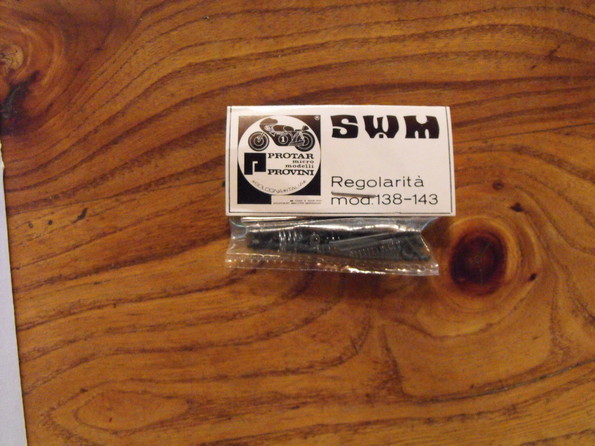 SWM
PROTAR
micro
modelli
PROVINI
Regolarità
mod.138-143